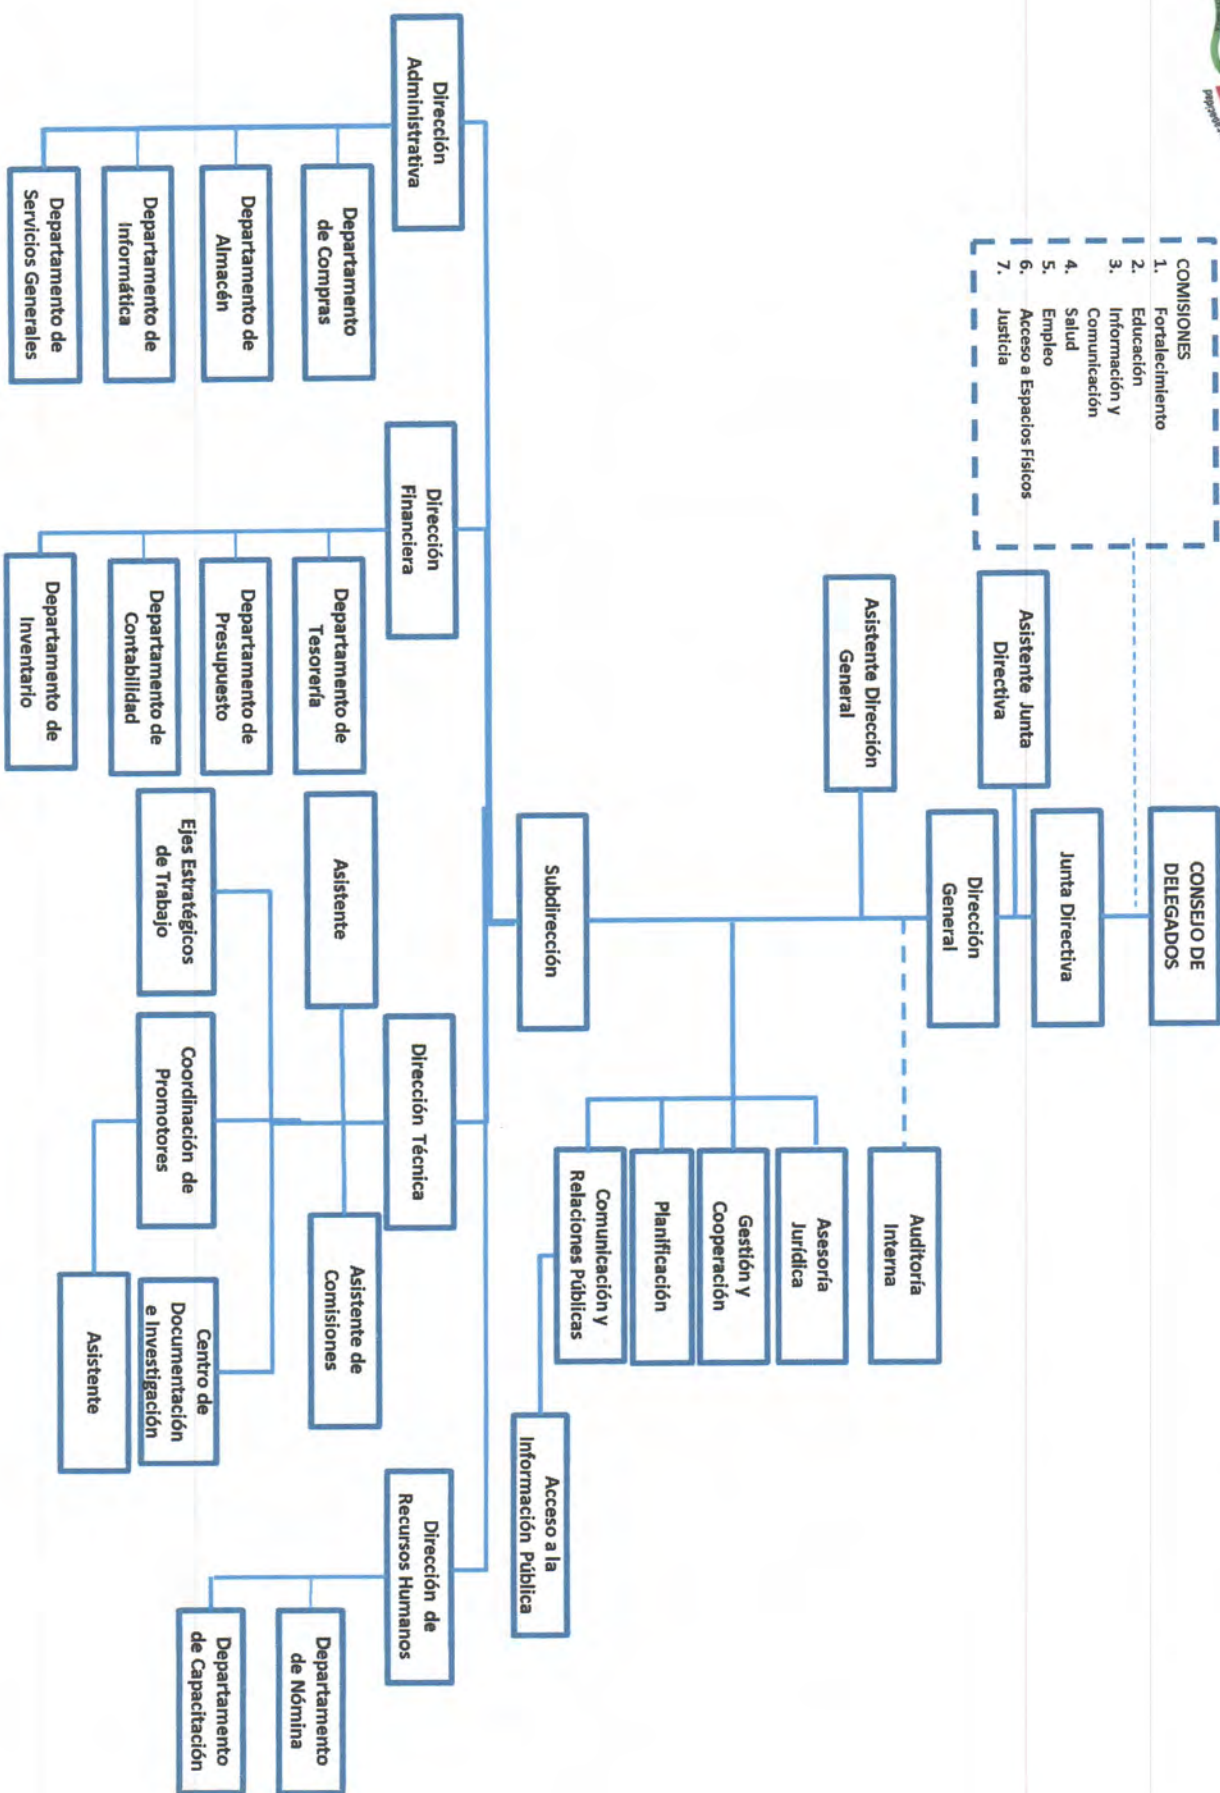 CONSEJO DE
DELEGADOS
COMISIONES
1. Fortalecimiento
2. Educación
3. Información y
Comunicación
4. Salud
5. Empleo
6. Acceso a Espacios Físicos
7. Justicia
Junta Directiva
Asistente Junta
Directiva
Dirección
General
Asistente Dirección
General
Auditoría
Interna
Asesoría
Jurídica
Gestión y
Cooperación
Planificación
Comunicación y
Relaciones Públicas
Acceso a la
Información Pública
Subdirección
Dirección
Administrativa
Departamento
de Compras
Departamento de
Almacén
Departamento de
Informática
Departamento de
Servicios Generales
Dirección
Financiera
Departamento de
Tesorería
Departamento de
Presupuesto
Departamento de
Contabilidad
Departamento de
Inventario
Dirección Técnica
Asistente
Asistente de
Comisiones
Ejes Estratégicos
de Trabajo
Coordinación de
Promotores
Centro de
Documentación
e Investigación
Asistente
Dirección de
Recursos Humanos
Departamento
de Nómina
Departamento
de Capacitación